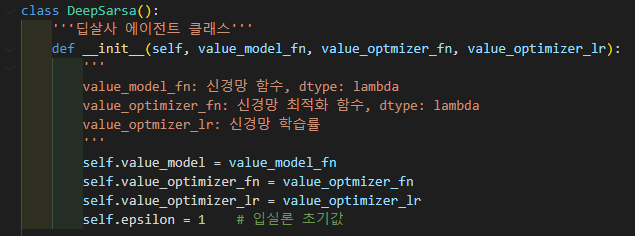 class DeepSarsa():
'''딥살사 에이전트 클래스'''
def __init__(self, value_model_fn, value_optmizer_fn, value_optimizer_lr):
'''
value_model_fn: 신경망 함수, dtype: lambda
value_optimizer_fn: 신경망 최적화 함수, dtype: lambda
value_optmizer_lr: 신경망 학습률
'''
self.value_model = value_model_fn
self.value_optimizer_fn = value_optmizer_fn
self.value_optimizer_lr = value_optimizer_lr
self.epsilon = 1    # 입실론 초기값